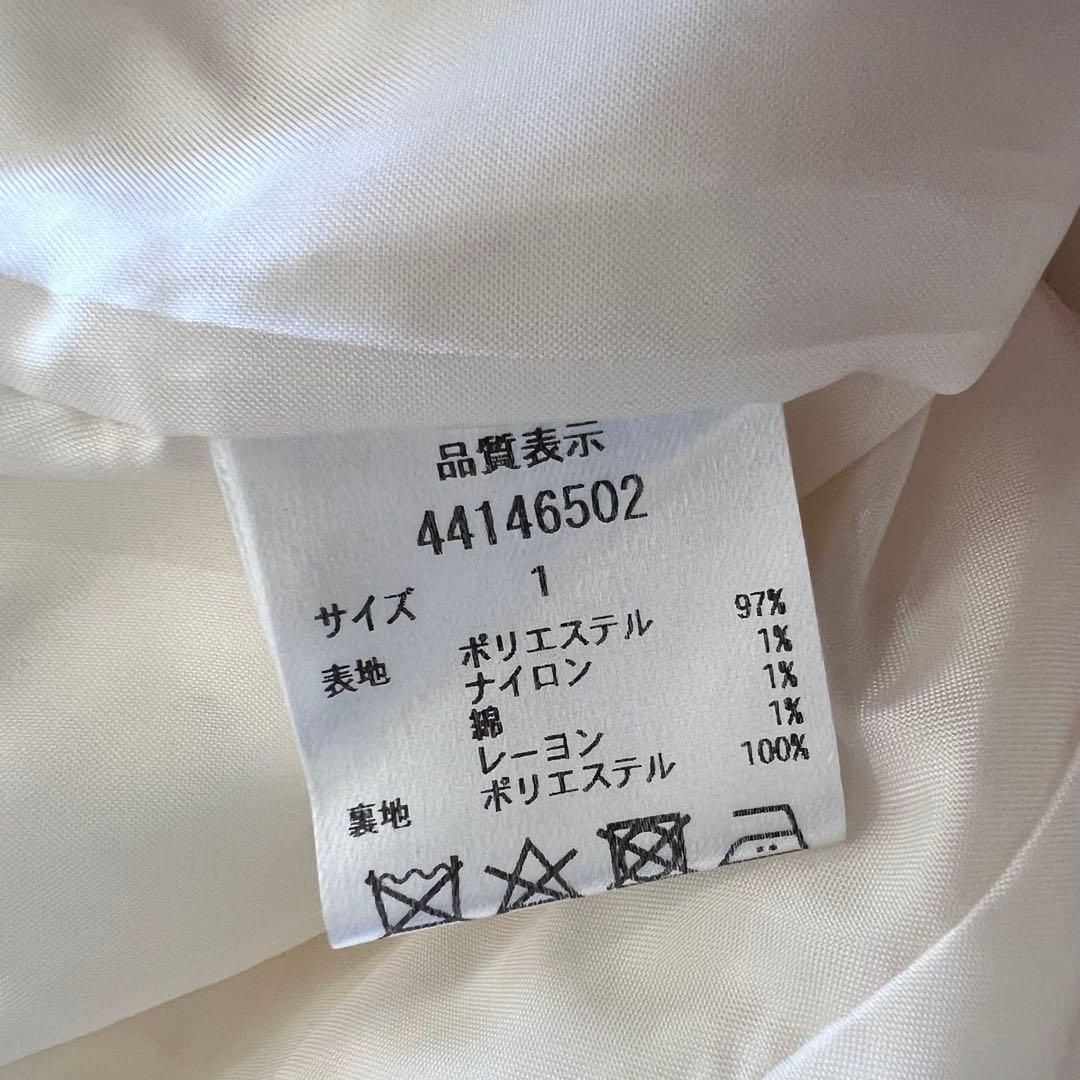 品質表示
44146502
サイズ 1
表地 ポリエステル 97%
ナイロン 1%
綿 1%
レーヨン 1%
裏地 ポリエステル 100%